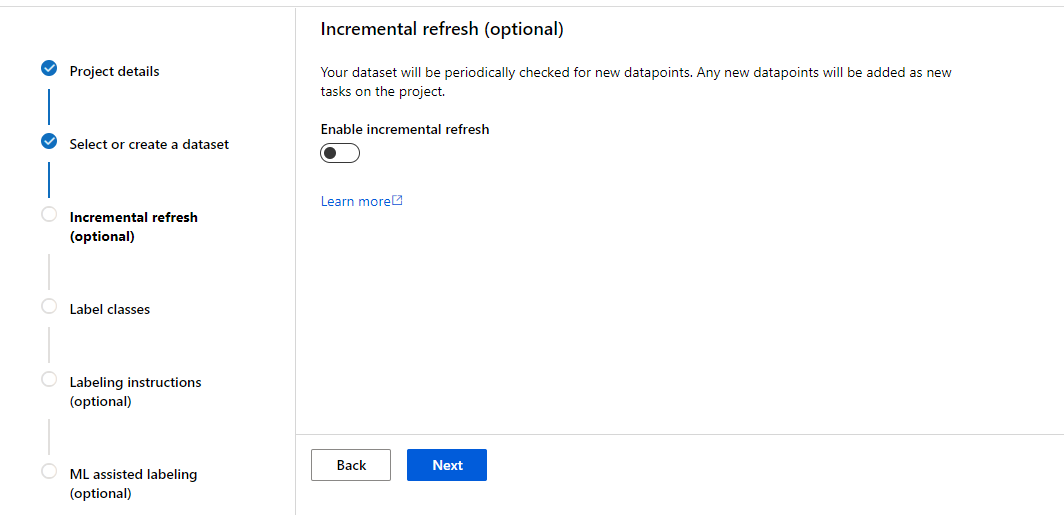 Project details
Select or create a dataset
Incremental refresh
(optional)
Label classes
Labeling instructions
(optional)
ML assisted labeling
(optional)
Incremental refresh (optional)
Your dataset will be periodically checked for new datapoints. Any new datapoints will be added as new
tasks on the project.
Enable incremental refresh
Learn more
Back
Next